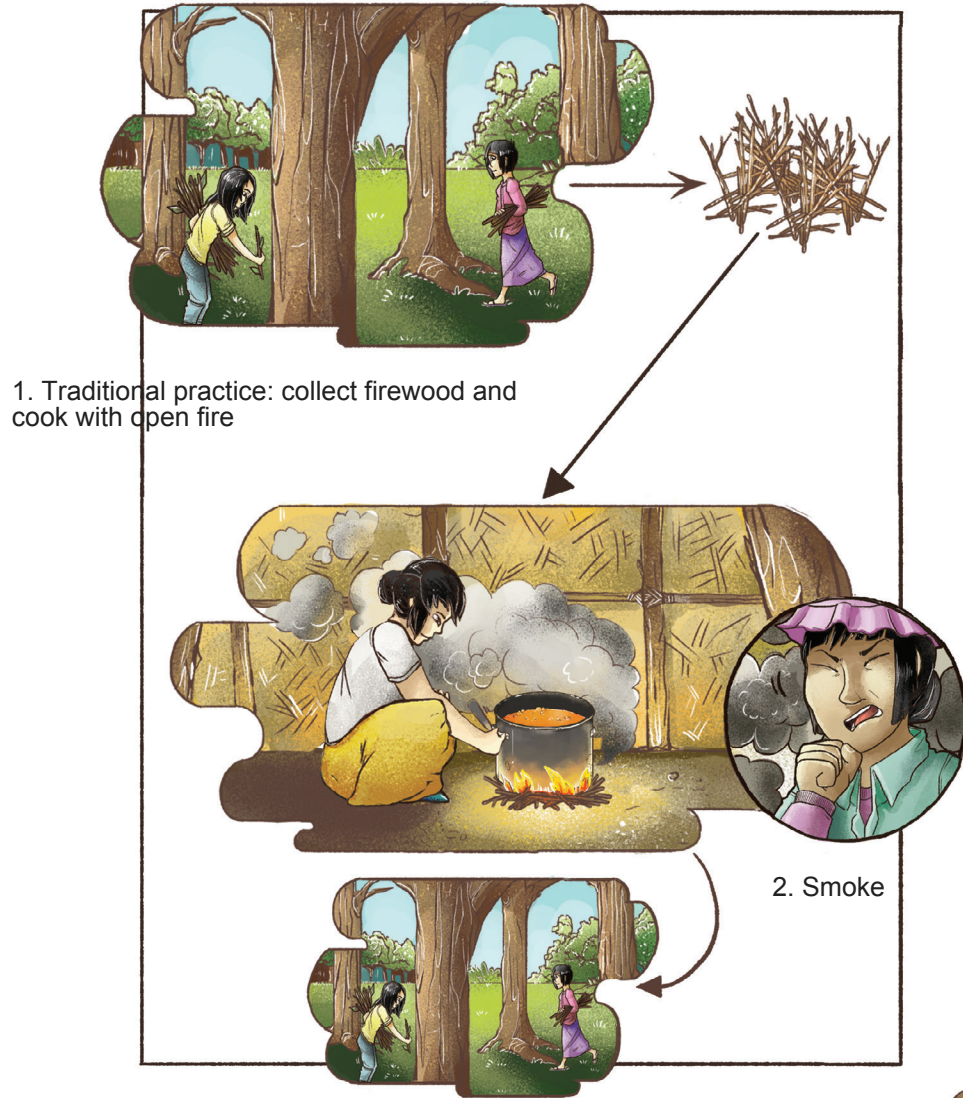 1. Traditional practice: collect firewood and
cook with open fire
2. Smoke